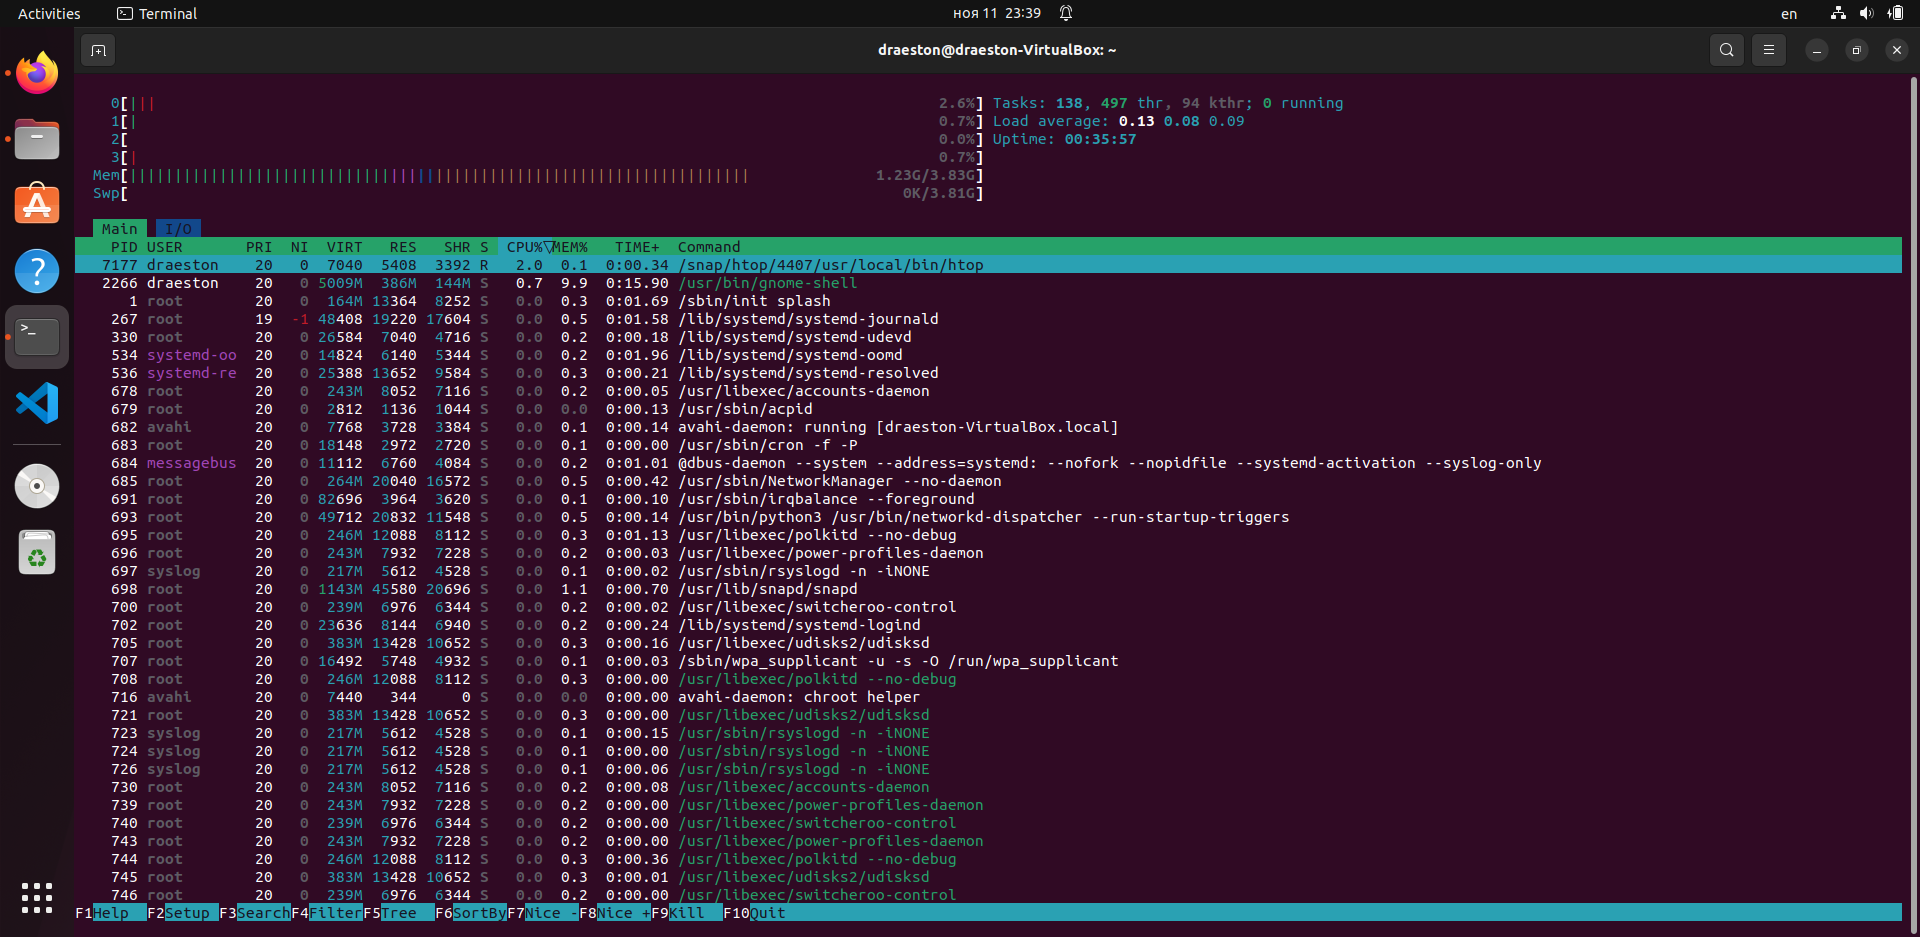 Activities Terminal ноя 11 23:39 en
draeston@draeston-VirtualBox: ~
0[||| 2.6%] Tasks: 138, 497 thr, 94 kthr; 0 running
1[| 0.7%] Load average: 0.13 0.08 0.09
2[ 0.0%] Uptime: 00:35:57
3[| 0.7%]
Mem[||||||||||||||||||||||||||||||||||||||||||||||||||||||||||||||||||||| 1.23G/3.83G]
Swp[ 0K/3.81G]
Main I/O
PID USER PRI NI VIRT RES SHR S CPU%▽MEM% TIME+ Command
7177 draeston 20 0 7040 5408 3392 R 2.0 0.1 0:00.34 /snap/htop/4407/usr/local/bin/htop
2266 draeston 20 0 5009M 386M 144M S 0.7 9.9 0:15.90 /usr/bin/gnome-shell
1 root 20 0 164M 13364 8252 S 0.0 0.3 0:01.69 /sbin/init splash
267 root 19 -1 48408 19220 17604 S 0.0 0.5 0:01.58 /lib/systemd/systemd-journald
330 root 20 0 26584 7040 4716 S 0.0 0.2 0:00.18 /lib/systemd/systemd-udevd
534 systemd-oo 20 0 14824 6140 5344 S 0.0 0.2 0:01.96 /lib/systemd/systemd-oomd
536 systemd-re 20 0 25388 13652 9584 S 0.0 0.3 0:00.21 /lib/systemd/systemd-resolved
678 root 20 0 243M 8052 7116 S 0.0 0.2 0:00.05 /usr/libexec/accounts-daemon
679 root 20 0 2812 1136 1044 S 0.0 0.0 0:00.13 /usr/sbin/acpid
682 avahi 20 0 7768 3728 3384 S 0.0 0.1 0:00.14 avahi-daemon: running [draeston-VirtualBox.local]
683 root 20 0 18148 2972 2720 S 0.0 0.1 0:00.00 /usr/sbin/cron -f -P
684 messagebus 20 0 11112 6760 4084 S 0.0 0.2 0:01.01 @dbus-daemon --system --address=systemd: --nofork --nopidfile --systemd-activation --syslog-only
685 root 20 0 264M 20040 16572 S 0.0 0.5 0:00.42 /usr/sbin/NetworkManager --no-daemon
691 root 20 0 82696 3964 3620 S 0.0 0.1 0:00.10 /usr/sbin/irqbalance --foreground
693 root 20 0 49712 20832 11548 S 0.0 0.5 0:00.14 /usr/bin/python3 /usr/bin/networkd-dispatcher --run-startup-triggers
695 root 20 0 246M 12088 8112 S 0.0 0.3 0:01.13 /usr/libexec/polkitd --no-debug
696 root 20 0 243M 7932 7228 S 0.0 0.2 0:00.03 /usr/libexec/power-profiles-daemon
697 syslog 20 0 217M 5612 4528 S 0.0 0.1 0:00.02 /usr/sbin/rsyslogd -n -iNONE
698 root 20 0 1143M 45580 20696 S 0.0 1.1 0:00.70 /usr/lib/snapd/snapd
700 root 20 0 239M 6976 6344 S 0.0 0.2 0:00.02 /usr/libexec/switcheroo-control
702 root 20 0 23636 8144 6940 S 0.0 0.2 0:00.24 /lib/systemd/systemd-logind
705 root 20 0 383M 13428 10652 S 0.0 0.3 0:00.16 /usr/libexec/udisks2/udisksd
707 root 20 0 16492 5748 4932 S 0.0 0.1 0:00.03 /sbin/wpa_supplicant -u -s -O /run/wpa_supplicant
708 root 20 0 246M 12088 8112 S 0.0 0.3 0:00.00 /usr/libexec/polkitd --no-debug
716 avahi 20 0 7440 344 0 S 0.0 0.0 0:00.00 avahi-daemon: chroot helper
721 root 20 0 383M 13428 10652 S 0.0 0.3 0:00.00 /usr/libexec/udisks2/udisksd
723 syslog 20 0 217M 5612 4528 S 0.0 0.1 0:00.15 /usr/sbin/rsyslogd -n -iNONE
724 syslog 20 0 217M 5612 4528 S 0.0 0.1 0:00.00 /usr/sbin/rsyslogd -n -iNONE
726 syslog 20 0 217M 5612 4528 S 0.0 0.1 0:00.06 /usr/sbin/rsyslogd -n -iNONE
730 root 20 0 243M 8052 7116 S 0.0 0.2 0:00.08 /usr/libexec/accounts-daemon
739 root 20 0 243M 7932 7228 S 0.0 0.2 0:00.00 /usr/libexec/power-profiles-daemon
740 root 20 0 239M 6976 6344 S 0.0 0.2 0:00.00 /usr/libexec/switcheroo-control
743 root 20 0 243M 7932 7228 S 0.0 0.2 0:00.00 /usr/libexec/power-profiles-daemon
744 root 20 0 246M 12088 8112 S 0.0 0.3 0:00.36 /usr/libexec/polkitd --no-debug
745 root 20 0 383M 13428 10652 S 0.0 0.3 0:00.01 /usr/libexec/udisks2/udisksd
746 root 20 0 239M 6976 6344 S 0.0 0.2 0:00.00 /usr/libexec/switcheroo-control
F1Help F2Setup F3SearchF4FilterF5Tree F6SortByF7Nice -F8Nice +F9Kill F10Quit